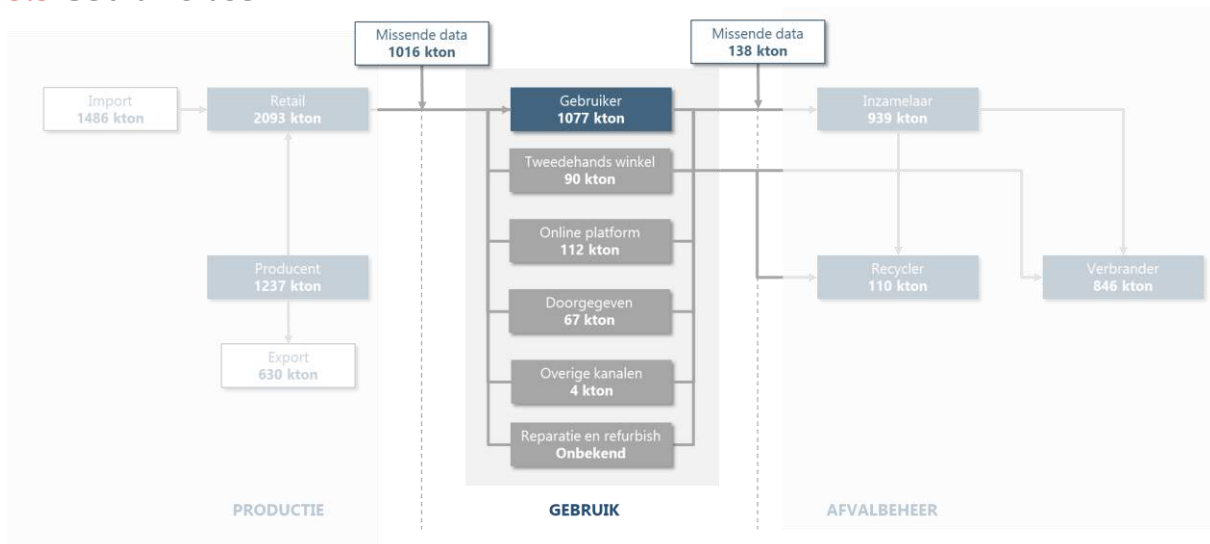 Missende data
1016 kton
Missende data
138 kton
Import
1486 kton
Retail
2093 kton
Gebruiker
1077 kton
Inzamelaar
939 kton
Tweedehands winkel
90 kton
Online platform
112 kton
Producent
1237 kton
Recycler
110 kton
Verbrander
846 kton
Doorgegeven
67 kton
Export
630 kton
Overige kanalen
4 kton
Reparatie en refurbish
Onbekend
PRODUCTIE
GEBRUIK
AFVALBEHEER